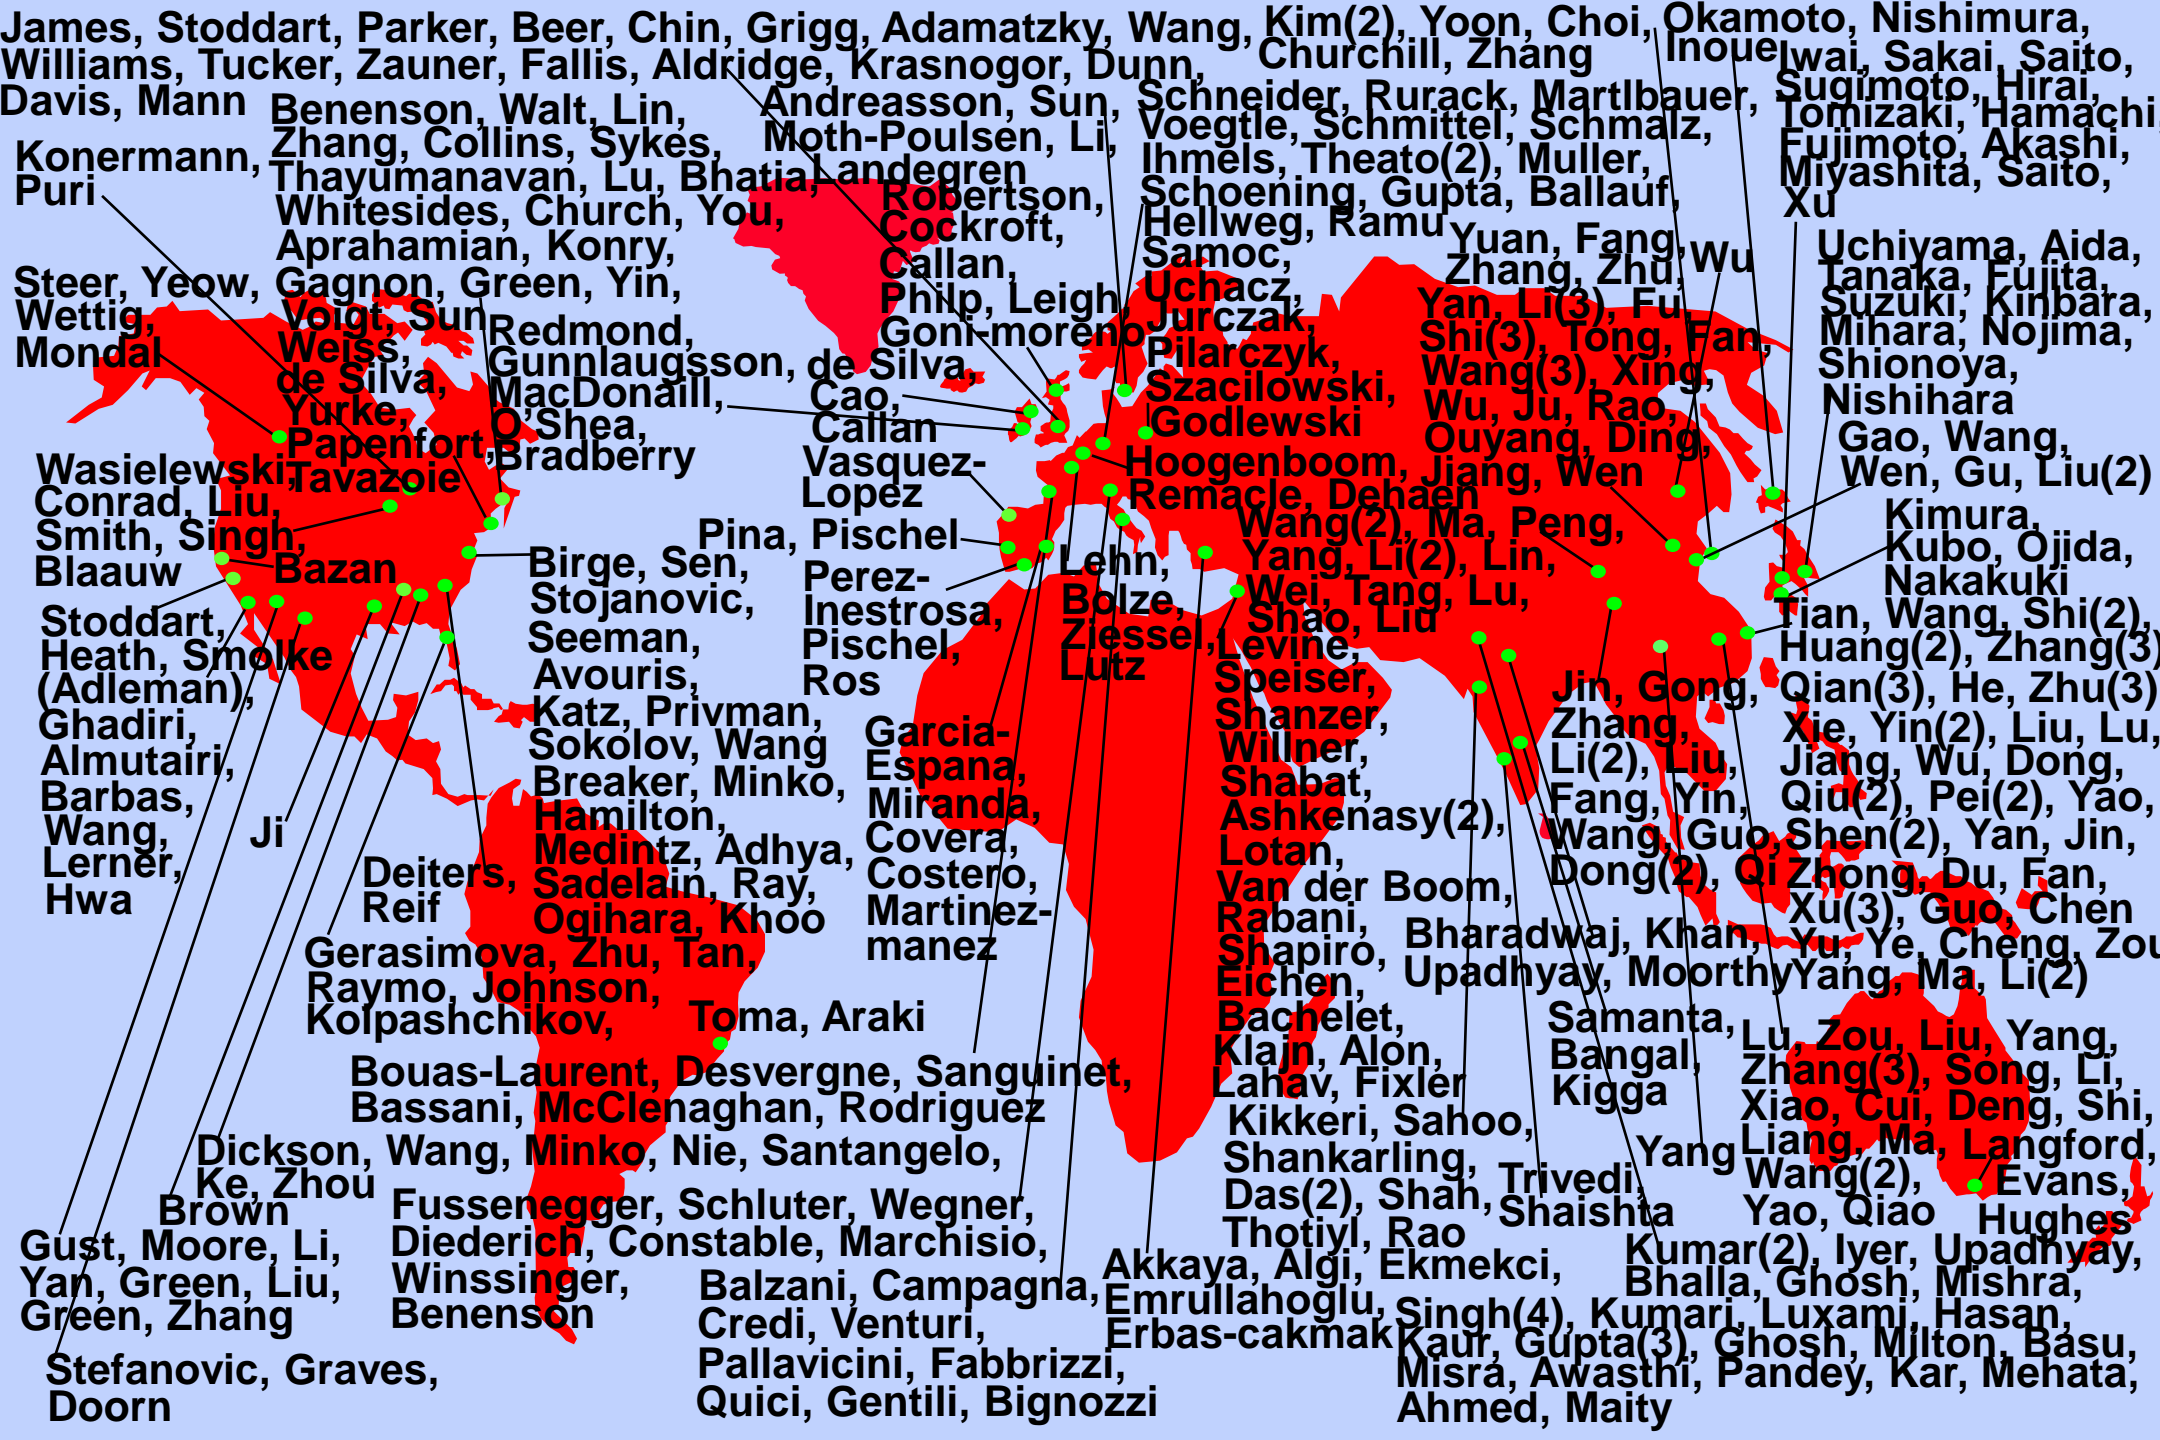 James, Stoddart, Parker, Beer, Chin, Grigg, Adamatzky, Wang,
Williams, Tucker, Zauner, Fallis, Aldridge, Krasnogor, Dunn,
Davis, Mann
Kim(2), Yoon, Choi,
Churchill, Zhang
Okamoto, Nishimura,
Inoue
Iwai, Sakai, Saito,
Sugimoto, Hirai,
Tomizaki, Hamachi,
Fujimoto, Akashi,
Miyashita, Saito,
Xu
Konermann,
Puri
Benenson, Walt, Lin,
Zhang, Collins, Sykes,
Thayumanavan, Lu, Bhatia,
Whitesides, Church, You,
Aprahamian, Konry,
Gagnon, Green, Yin,
Voigt, Sun
Weiss,
de Silva,
Yurke,
Papenfort,
Tavazoie
Andreasson, Sun,
Moth-Poulsen, Li,
Landegren
Robertson,
Cockroft,
Callan,
Philp, Leigh,
Goni-moreno
Schneider, Rurack, Martlbauer,
Voegtle, Schmittel, Schmalz,
Ihmels, Theato(2), Muller,
Schoening, Gupta, Ballauf,
Hellweg, Ramu
Samoc,
Uchacz,
Jurczak,
Pilarczyk,
Szacilowski,
Godlewski
Yuan, Fang,
Zhang, Zhu,
Yan, Li(3), Fu,
Shi(3), Tong, Fan,
Wang(3), Xing,
Wu, Ju, Rao,
Ouyang, Ding,
Jiang, Wen
Wu
Uchiyama, Aida,
Tanaka, Fujita,
Suzuki, Kinbara,
Mihara, Nojima,
Shionoya,
Nishihara
Steer, Yeow,
Wettig,
Mondal
Redmond,
Gunnlaugsson,
MacDonaill,
O,Shea,
Bradberry
de Silva,
Cao,
Callan
Vasquez-
Lopez
Hoogenboom,
Remacle, Dehaen
Gao, Wang,
Wen, Gu, Liu(2)
Wasielewski,
Conrad, Liu,
Smith, Singh,
Blaauw
Bazan
Pina, Pischel
Wang(2), Ma, Peng,
Yang, Li(2), Lin,
Wei, Tang, Lu,
Shao, Liu
Kimura,
Kubo, Ojida,
Nakakuki
Stoddart,
Heath, Smolke
(Adleman),
Ghadiri,
Almutairi,
Barbas,
Wang,
Lerner,
Hwa
Birge, Sen,
Stojanovic,
Seeman,
Avouris,
Katz, Privman,
Sokolov, Wang
Breaker, Minko,
Hamilton,
Medintz, Adhya,
Sadelain, Ray,
Ogihara, Khoo
Perez-
Inestrosa,
Pischel,
Ros
Lehn,
Bolze,
Ziessel,
Lutz
Levine,
Speiser,
Shanzer,
Willner,
Shabat,
Ashkenasy(2),
Lotan,
Van der Boom,
Rabani,
Shapiro,
Eichen,
Bachelet,
Klajn, Alon,
Lahav, Fixler
Jin, Gong,
Zhang,
Li(2), Liu,
Fang, Yin,
Wang, Guo,
Dong(2), Qi
Tian, Wang, Shi(2),
Huang(2), Zhang(3)
Qian(3), He, Zhu(3)
Xie, Yin(2), Liu, Lu,
Jiang, Wu, Dong,
Qiu(2), Pei(2), Yao,
Shen(2), Yan, Jin,
Zhong, Du, Fan,
Xu(3), Guo, Chen
Yu, Ye, Cheng, Zou
Yang, Ma, Li(2)
Garcia-
Espana,
Miranda,
Covera,
Costero,
Martinez-
manez
Ji
Deiters,
Reif
Gerasimova, Zhu, Tan,
Raymo, Johnson,
Kolpashchikov,
Toma, Araki
Bharadwaj, Khan,
Upadhyay, Moorthy
Samanta,
Bangal,
Kigga
Lu, Zou, Liu, Yang,
Zhang(3), Song, Li,
Xiao, Cui, Deng, Shi,
Liang, Ma,
Wang(2),
Yao, Qiao
Langford,
Evans,
Hughes
Bouas-Laurent, Desvergne, Sanguinet,
Bassani, McClenaghan, Rodriguez
Kikkeri, Sahoo,
Shankarling,
Das(2), Shah,
Thotiyl, Rao
Trivedi,
Shaishta
Yang
Dickson, Wang, Minko, Nie, Santangelo,
Ke, Zhou
Brown
Fussenegger, Schluter, Wegner,
Diederich, Constable, Marchisio,
Winssinger,
Benenson
Gust, Moore, Li,
Yan, Green, Liu,
Green, Zhang
Balzani, Campagna,
Credi, Venturi,
Pallavicini, Fabbrizzi,
Quici, Gentili, Bignozzi
Akkaya, Algi, Ekmekci,
Emrullahoglu,
Erbas-cakmak
Kumar(2), Iyer, Upadhyay,
Bhalla, Ghosh, Mishra,
Singh(4), Kumari, Luxami, Hasan,
Kaur, Gupta(3), Ghosh, Milton, Basu,
Misra, Awasthi, Pandey, Kar, Mehata,
Ahmed, Maity
Stefanovic, Graves,
Doorn